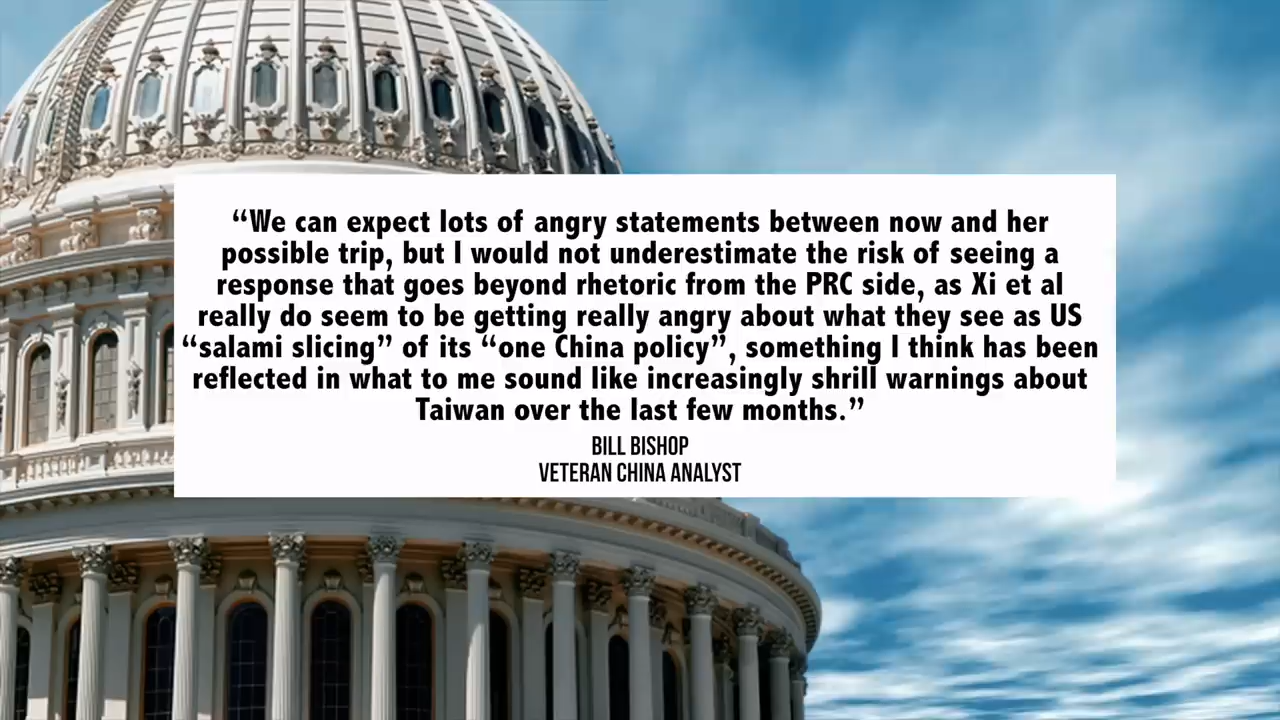 “We can expect lots of angry statements between now and her
possible trip, but I would not underestimate the risk of seeing a
response that goes beyond rhetoric from the PRC side, as Xi et al
really do seem to be getting really angry about what they see as US
“salami slicing” of its “one China policy”, something I think has been
reflected in what to me sound like increasingly shrill warnings about
Taiwan over the last few months.”
BILL BISHOP
VETERAN CHINA ANALYST